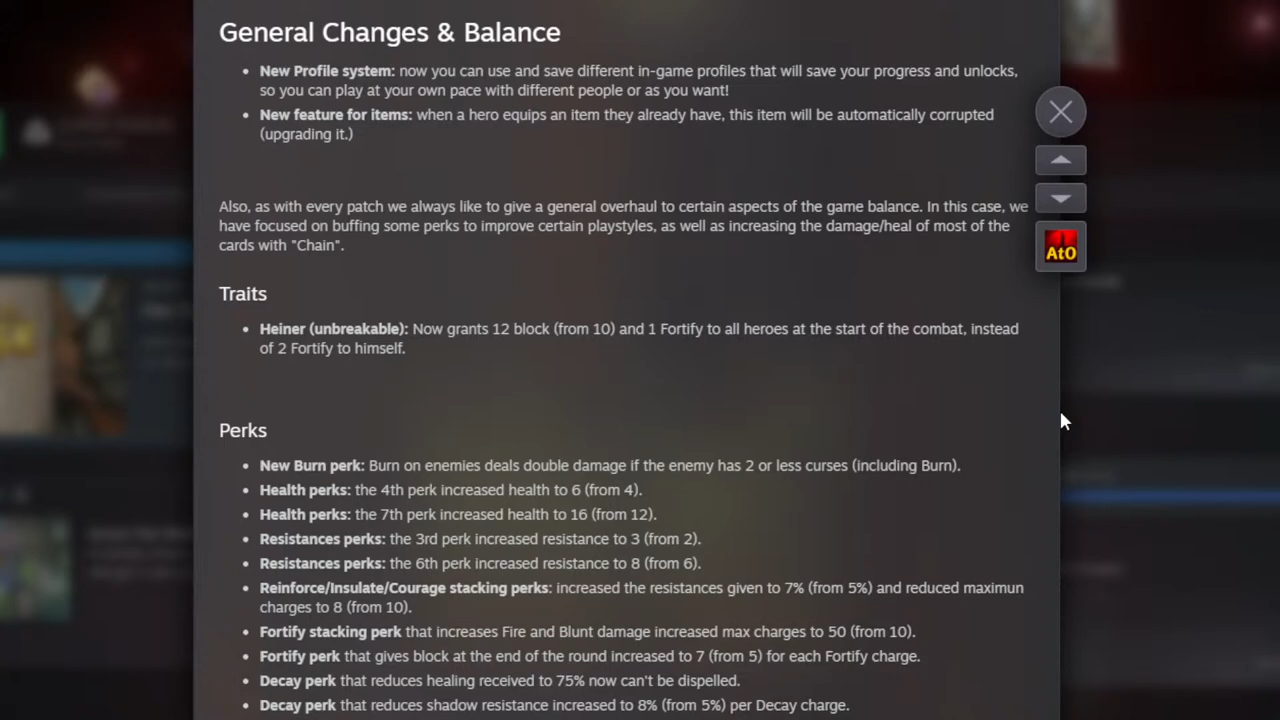 General Changes & Balance
• New Profile system: now you can use and save different in-game profiles that will save your progress and unlocks,
so you can play at your own pace with different people or as you want!
• New feature for items: when a hero equips an item they already have, this item will be automatically corrupted
(upgrading it.)
Also, as with every patch we always like to give a general overhaul to certain aspects of the game balance. In this case, we
have focused on buffing some perks to improve certain playstyles, as well as increasing the damage/heal of most of the
cards with "Chain".
AtO
Traits
• Heiner (unbreakable): Now grants 12 block (from 10) and 1 Fortify to all heroes at the start of the combat, instead
of 2 Fortify to himself.
Perks
• New Burn perk: Burn on enemies deals double damage if the enemy has 2 or less curses (including Burn).
• Health perks: the 4th perk increased health to 6 (from 4).
• Health perks: the 7th perk increased health to 16 (from 12).
• Resistances perks: the 3rd perk increased resistance to 3 (from 2).
• Resistances perks: the 6th perk increased resistance to 8 (from 6).
• Reinforce/Insulate/Courage stacking perks: increased the resistances given to 7% (from 5%) and reduced maximun
charges to 8 (from 10).
• Fortify stacking perk that increases Fire and Blunt damage increased max charges to 50 (from 10).
• Fortify perk that gives block at the end of the round increased to 7 (from 5) for each Fortify charge.
• Decay perk that reduces healing received to 75% now can't be dispelled.
• Decay perk that reduces shadow resistance increased to 8% (from 5%) per Decay charge.